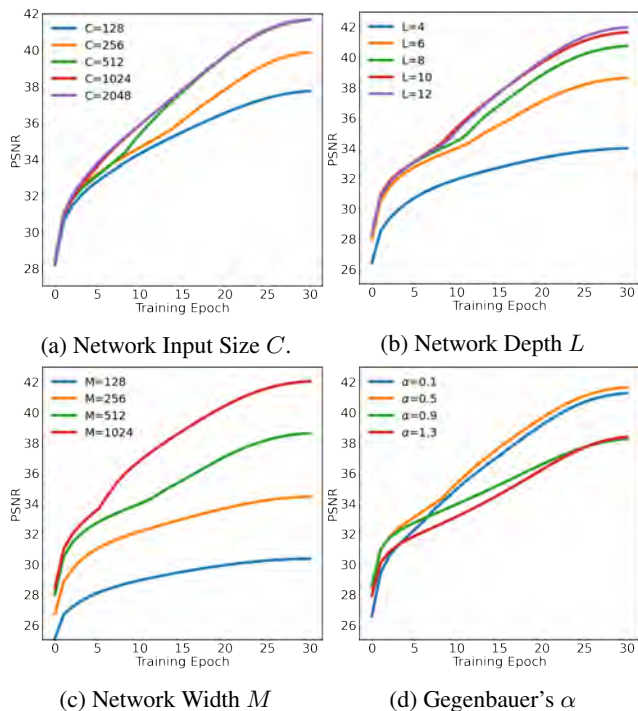 42
40
38
36
34
32
30
28
PSNR
C=128
C=256
C=512
C=1024
C=2048
0 5 10 15 20 25 30
Training Epoch
(a) Network Input Size C.
42
40
38
36
34
32
30
28
26
PSNR
L=4
L=6
L=8
L=10
L=12
0 5 10 15 20 25 30
Training Epoch
(b) Network Depth L
42
40
38
36
34
32
30
28
26
PSNR
M=128
M=256
M=512
M=1024
0 5 10 15 20 25 30
Training Epoch
(c) Network Width M
42
40
38
36
34
32
30
28
26
PSNR
α=0.1
α=0.5
α=0.9
α=1.3
0 5 10 15 20 25 30
Training Epoch
(d) Gegenbauer's α